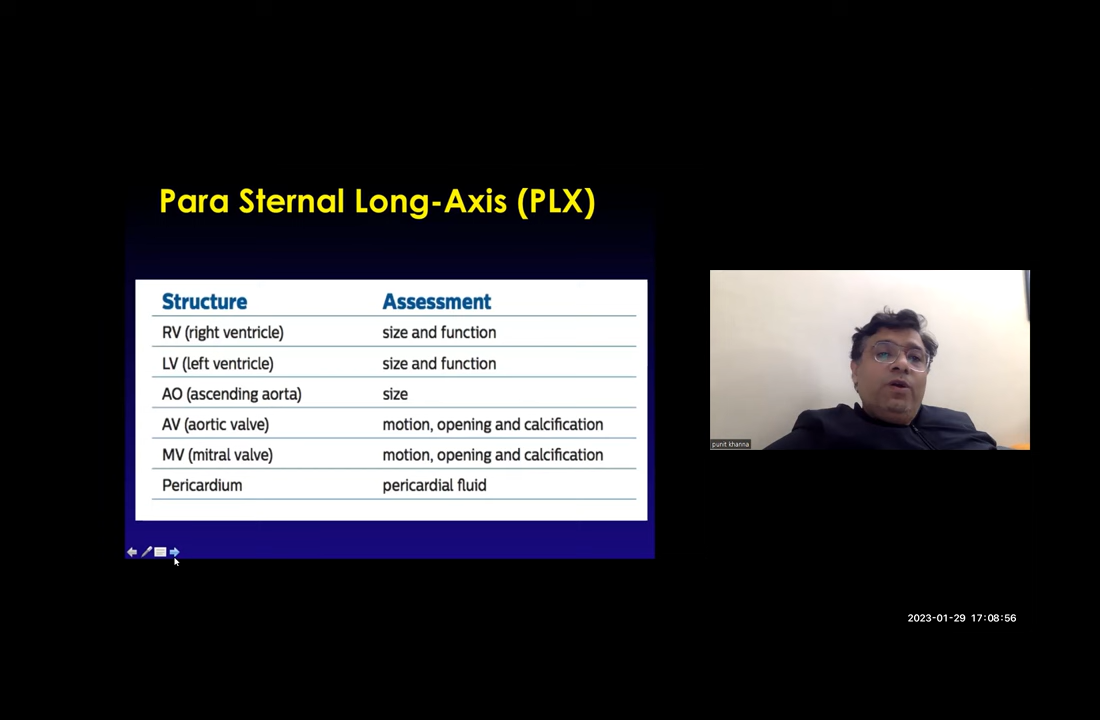 Para Sternal Long-Axis (PLX)
Structure Assessment
RV (right ventricle) size and function
LV (left ventricle) size and function
AO (ascending aorta) size
AV (aortic valve) motion, opening and calcification
MV (mitral valve) motion, opening and calcification
Pericardium pericardial fluid
punit khanna
2023-01-29 17:08:56